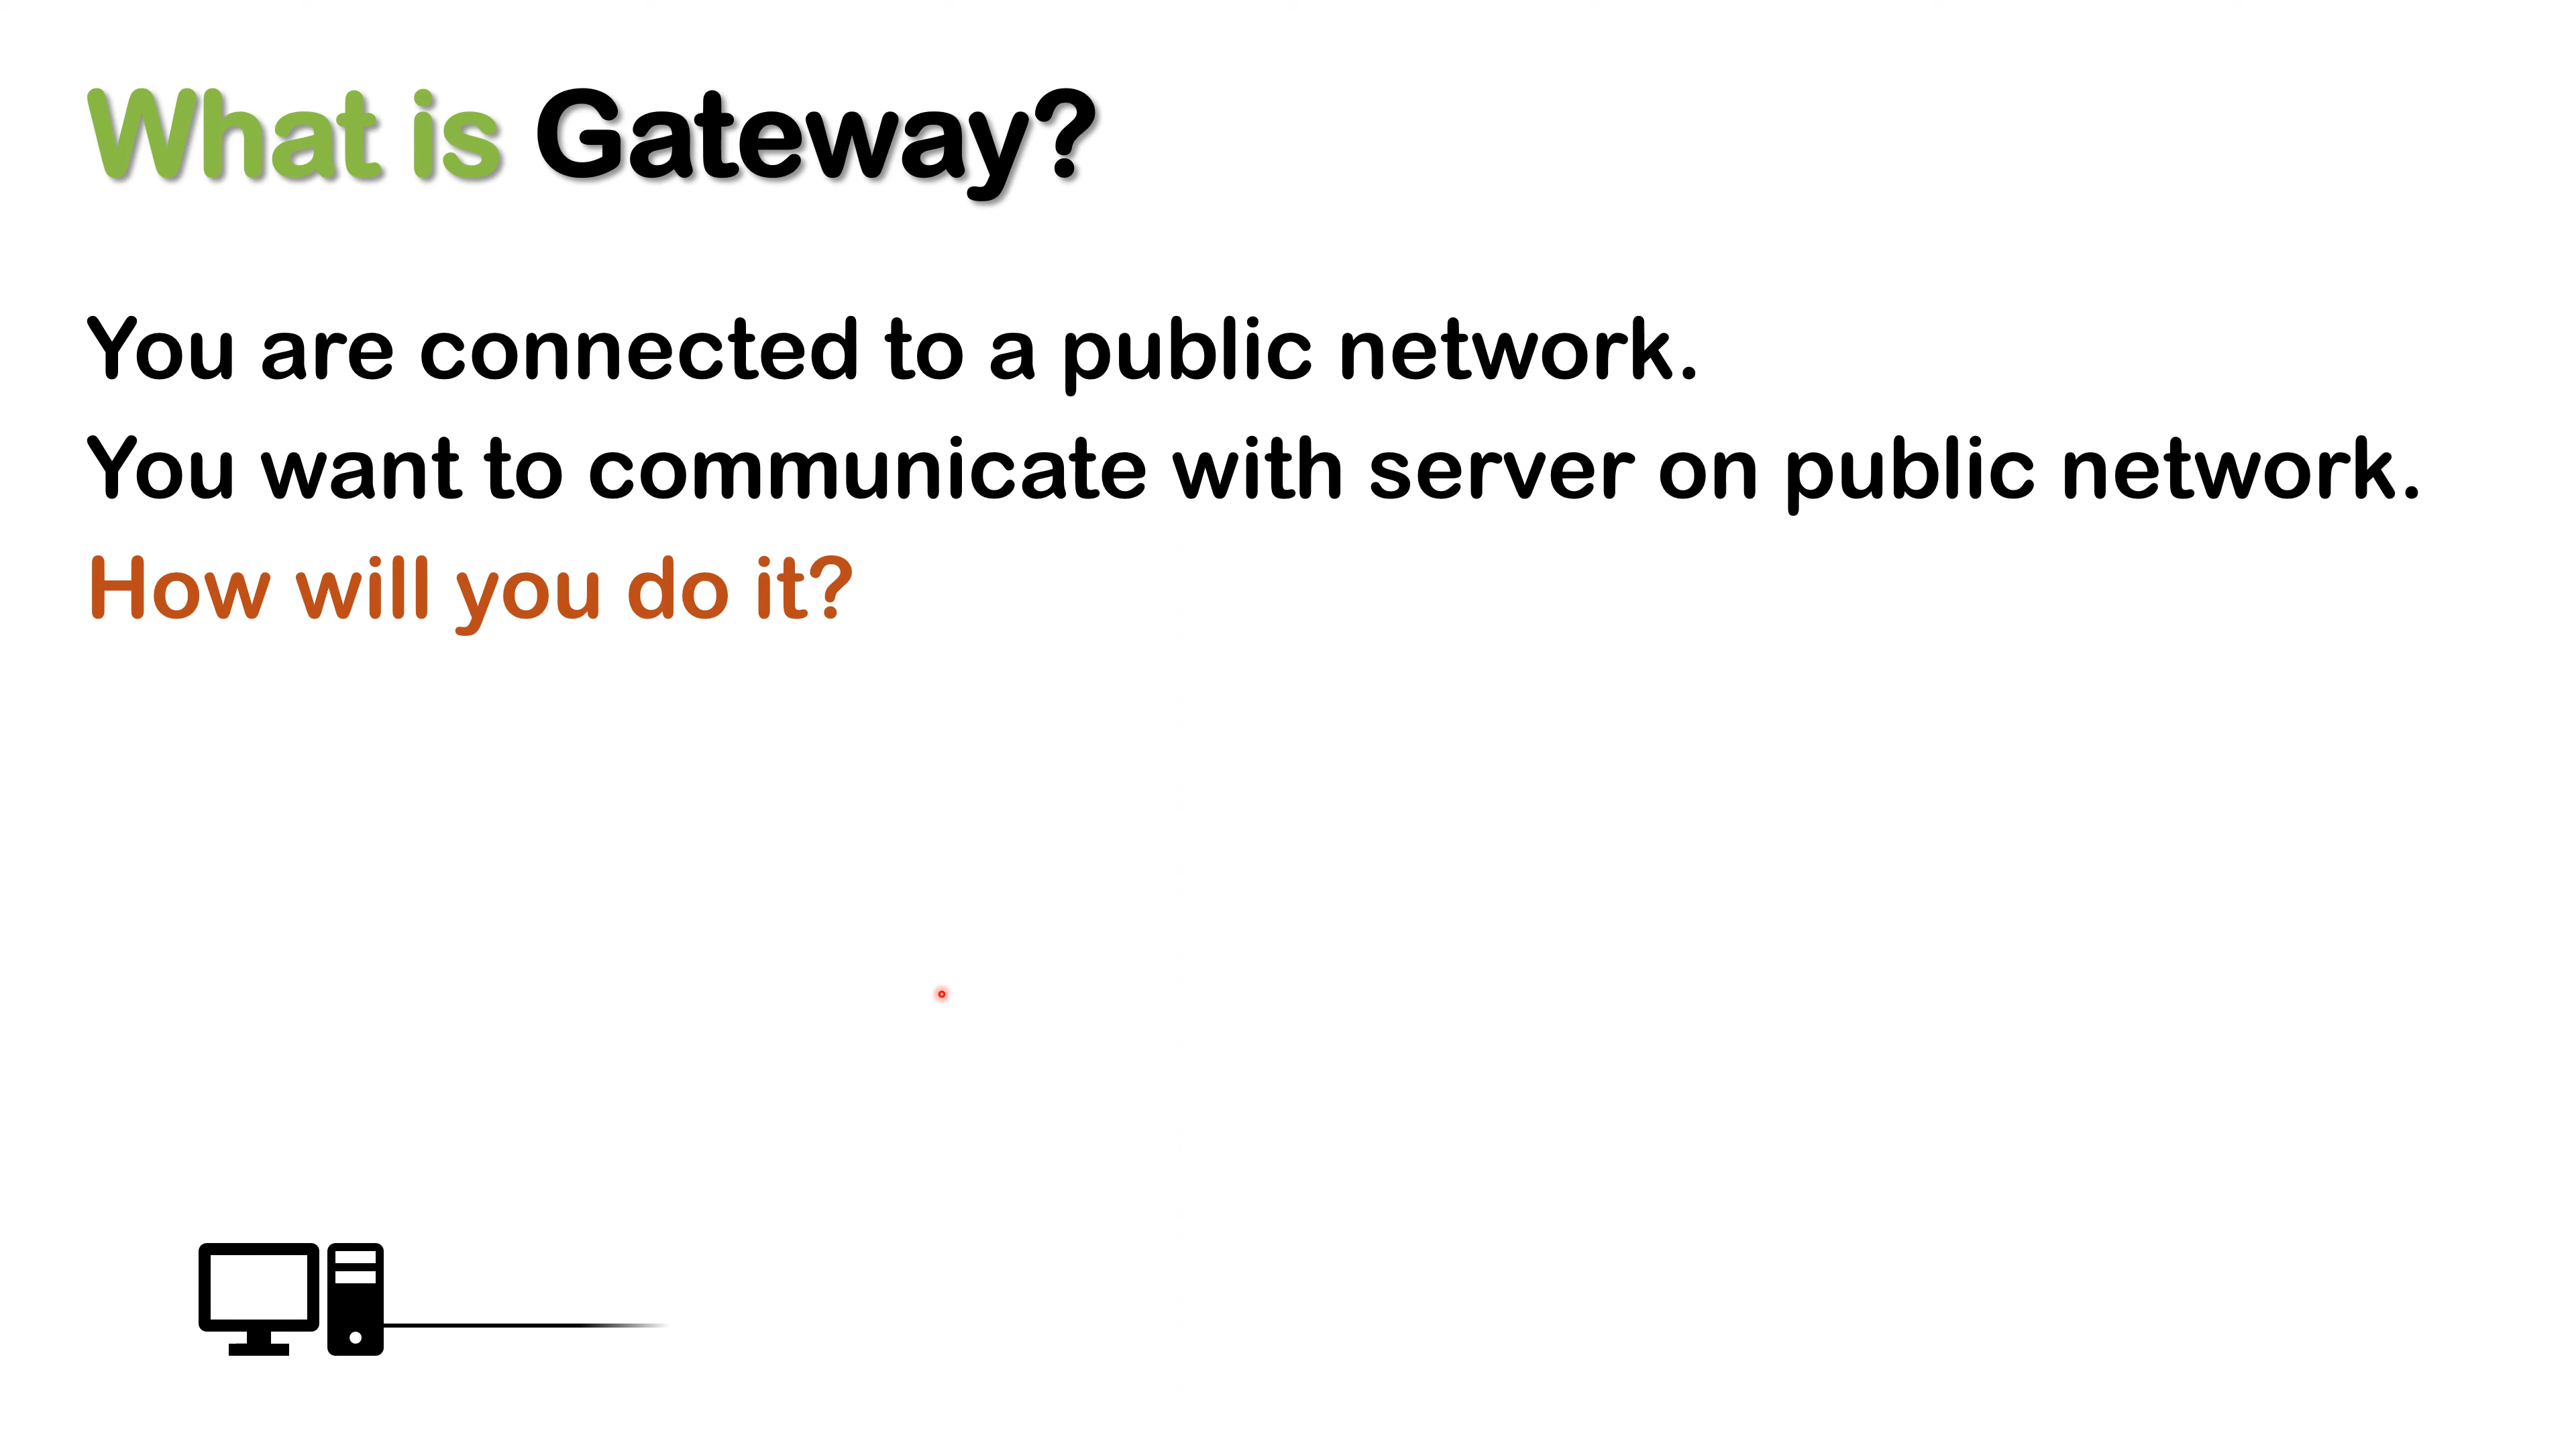 What is Gateway?
You are connected to a public network.
You want to communicate with server on public network.
How will you do it?